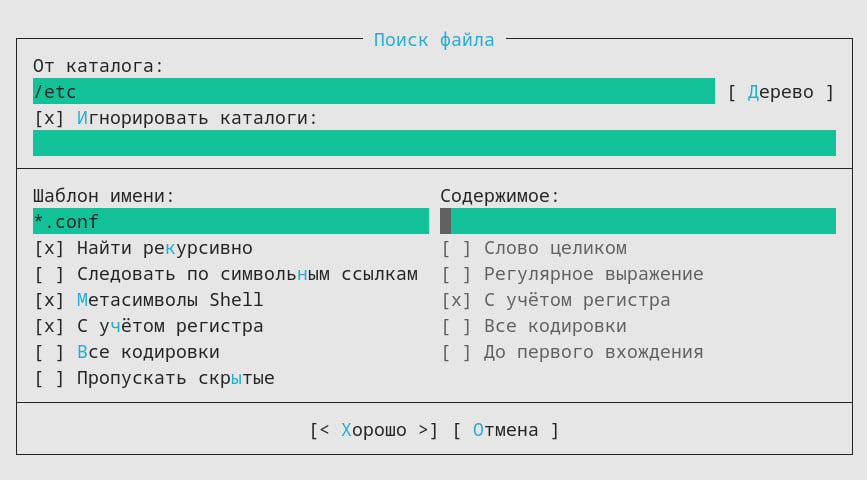 Поиск файла
От каталога:
/etc [ Дерево ]
[x] Игнорировать каталоги:
Шаблон имени: Содержимое:
*.conf
[x] Найти рекурсивно [ ] Слово целиком
[ ] Следовать по символьным ссылкам [ ] Регулярное выражение
[x] Метасимволы Shell [x] С учётом регистра
[x] С учётом регистра [ ] Все кодировки
[ ] Все кодировки [ ] До первого вхождения
[ ] Пропускать скрытые
[< Хорошо >] [ Отмена ]